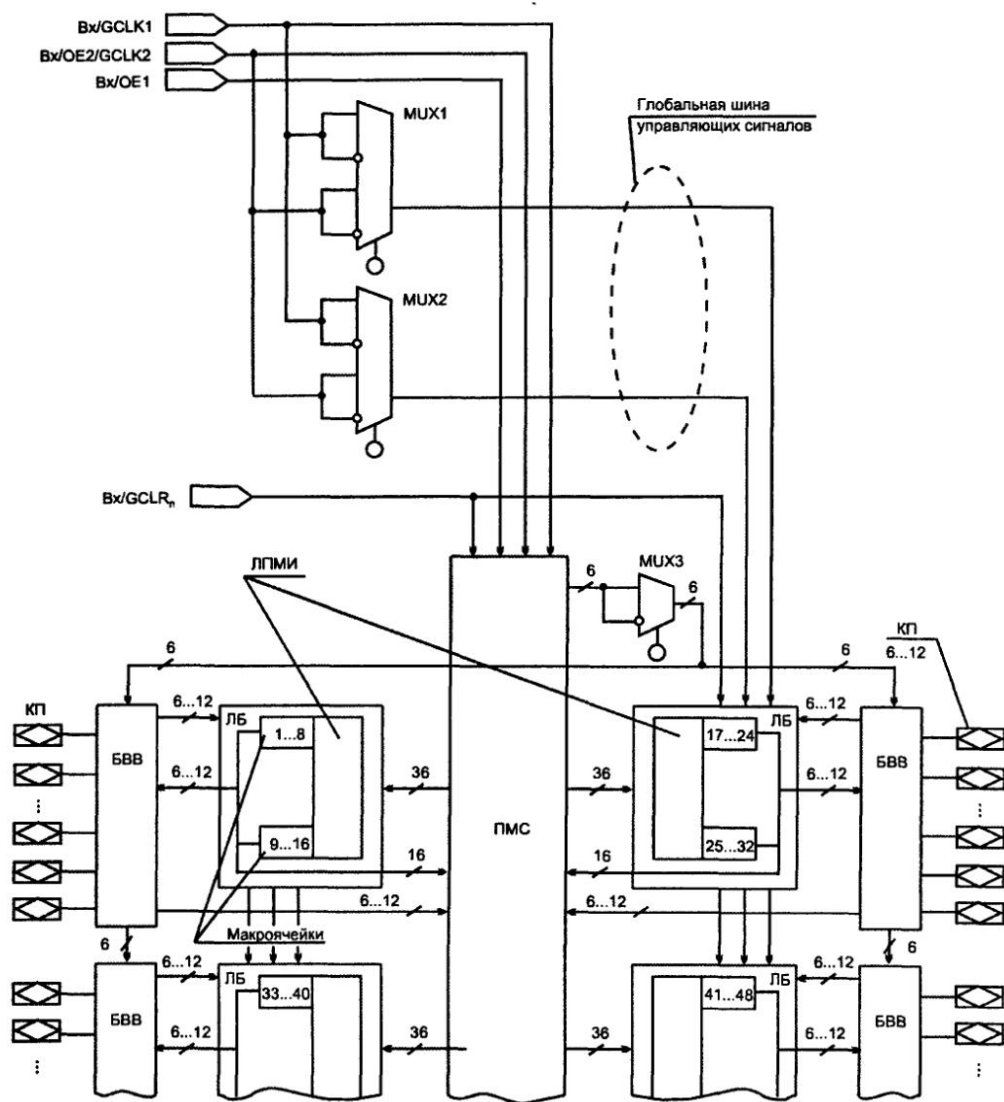 Вх/GCLK1
Вх/OE2/GCLK2
Вх/OE1
MUX1
Глобальная шина
управляющих сигналов
MUX2
Вх/GCLRn
ЛПМИ
6
MUX3
6
КП
6
6
6...12
КП
6...12
ЛБ
ЛБ
6...12
1...8
17...24
БВВ
БВВ
6...12
36
36
6...12
ПМС
9...16
25...32
16
16
6...12
6...12
Макроячейки
6
6
6...12
ЛБ
ЛБ
6...12
33...40
41...48
БВВ
БВВ
6...12
36
36
6...12